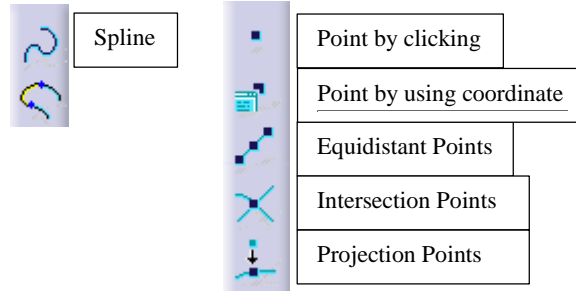 Spline
Point by clicking
Point by using coordinate
Equidistant Points
Intersection Points
Projection Points